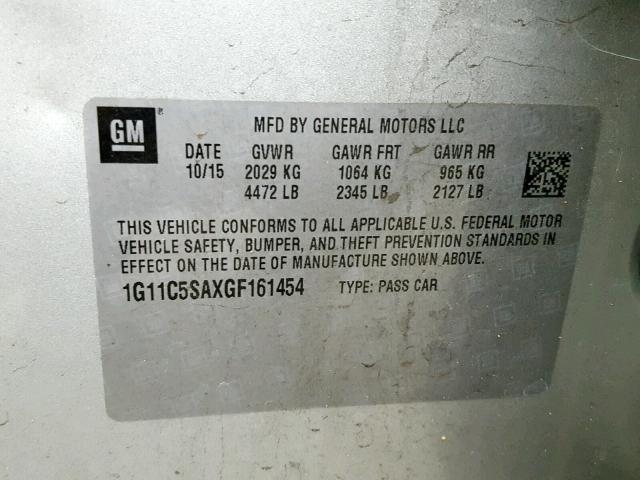 GM
MFD BY GENERAL MOTORS LLC
DATE GVWR GAWR FRT GAWR RR
10/15 2029 KG 1064 KG 965 KG
4472 LB 2345 LB 2127 LB
THIS VEHICLE CONFORMS TO ALL APPLICABLE U.S. FEDERAL MOTOR
VEHICLE SAFETY, BUMPER, AND THEFT PREVENTION STANDARDS IN
EFFECT ON THE DATE OF MANUFACTURE SHOWN ABOVE.
1G11C5SAXGF161454 TYPE: PASS CAR